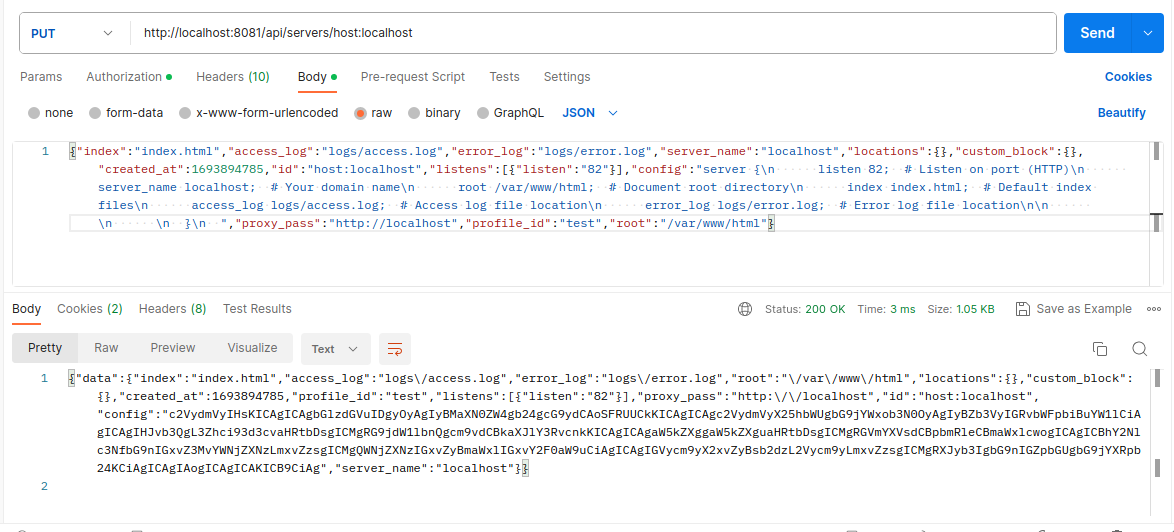 PUT http://localhost:8081/api/servers/host:localhost Send
Params Authorization Headers (10) Body Pre-request Script Tests Settings Cookies
none form-data x-www-form-urlencoded raw binary GraphQL JSON Beautify
1 {"index":"index.html","access_log":"logs/access.log","error_log":"logs/error.log","server_name":"localhost","locations":{},"custom_block":{},
"created_at":1693894785,"id":"host:localhost","listens":[{"listen":"82"}],"config":"server {\n      listen 82;  # Listen on port (HTTP)\n
server_name localhost;  # Your domain name\n      root /var/www/html;  # Document root directory\n      index index.html;  # Default index
files\n      access_log logs/access.log;  # Access log file location\n      error_log logs/error.log;  # Error log file location\n\n
\n      \n  }\n  ","proxy_pass":"http://localhost","profile_id":"test","root":"/var/www/html"}
Body Cookies (2) Headers (8) Test Results Status: 200 OK Time: 3 ms Size: 1.05 KB Save as Example
Pretty Raw Preview Visualize Text
1 {"data":{"index":"index.html","access_log":"logs\/access.log","error_log":"logs\/error.log","root":"\/var\/www\/html","locations":{},"custom_block":
{},"created_at":1693894785,"profile_id":"test","listens":[{"listen":"82"}],"proxy_pass":"http:\/\/localhost","id":"host:localhost",
"config":"c2VydmVyIHsKICAgICAgbGlzdGVuIDgyOyAgIyBMaXN0ZW4gb24gcG9ydCAoSFRUUCkKICAgICAgc2VydmVyX25hbWUgbG9jYWxob3N0OyAgIyBZb3VyIGRvbWFpbiBuYW1lCiA
gICAgIHJvb3QgL3Zhci93d3cvaHRtbDsgICMgRG9jdW1lbnQgcm9vdCBkaXJlY3RvcnkKICAgICAgaW5kZXggaW5kZXguaHRtbDsgICMgRGVmYXVsdCBpbmRleCBmaWxlcwogICAgICBhY2Nl
c3NfbG9nIGxvZ3MvYWNjZXNzLmxvZzsgICMgQWNjZXNzIGxvZyBmaWxlIGxvY2F0aW9uCiAgICAgIGVycm9yX2xvZyBsb2dzL2Vycm9yLmxvZzsgICMgRXJyb3IgbG9nIGZpbGUgbG9jYXRpb
24KCiAgICAgIAogICAgICAKICB9CiAg","server_name":"localhost"}}
2